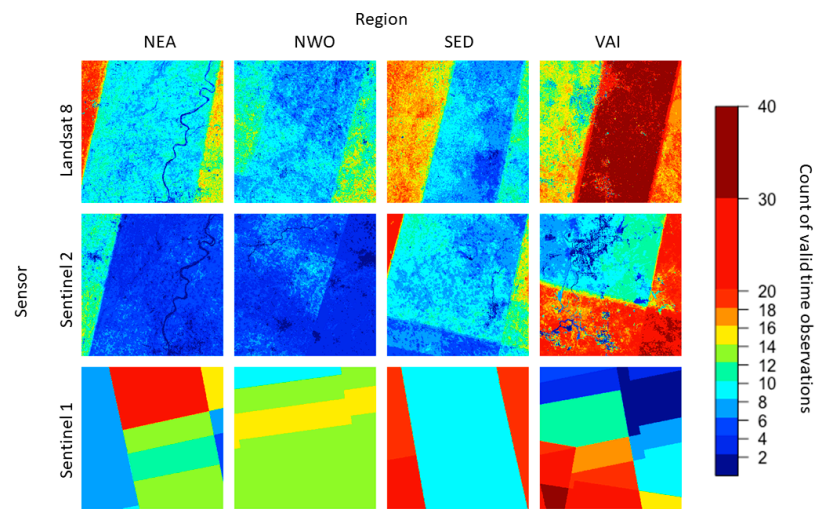 Region
NEA NWO SED VAI
Landsat 8
Sentinel 2
Sentinel 1
Sensor
40
30
20
18
16
14
12
10
8
6
4
2
Count of valid time observations